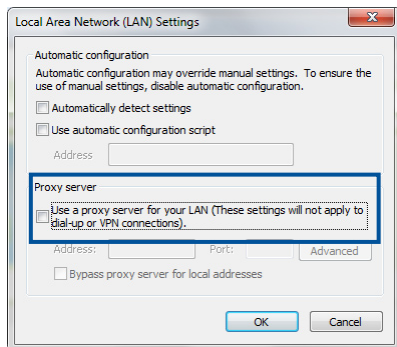 Local Area Network (LAN) Settings
Automatic configuration
Automatic configuration may override manual settings. To ensure the
use of manual settings, disable automatic configuration.
Automatically detect settings
Use automatic configuration script
Address
Proxy server
Use a proxy server for your LAN (These settings will not apply to
dial-up or VPN connections).
Address:
Port:
Advanced
Bypass proxy server for local addresses
OK
Cancel